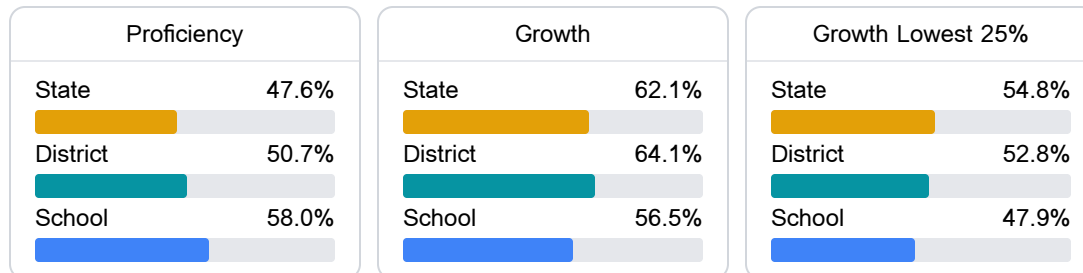 Proficiency
State 47.6%
District 50.7%
School 58.0%
Growth
State 62.1%
District 64.1%
School 56.5%
Growth Lowest 25%
State 54.8%
District 52.8%
School 47.9%